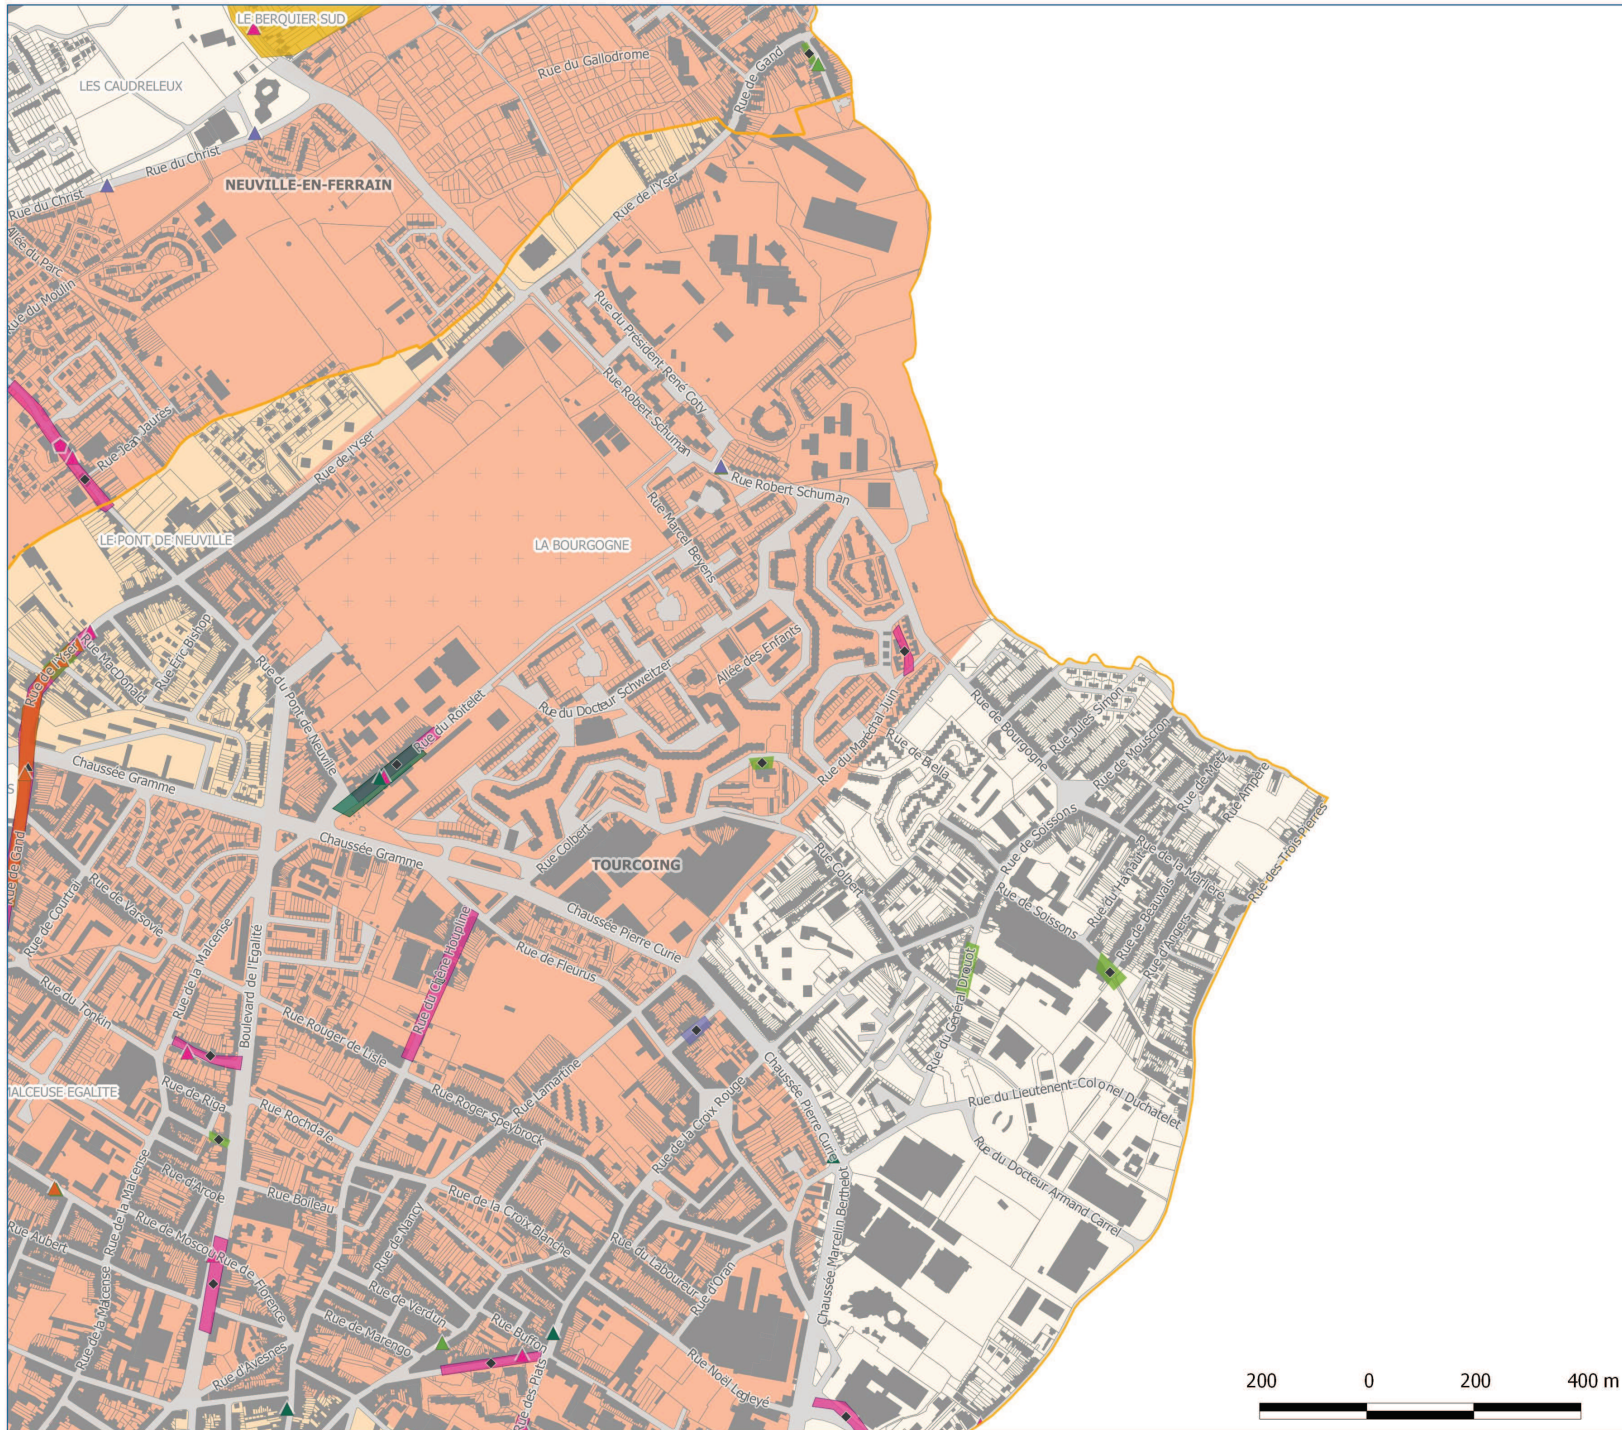 LE BERQUIER SUD
LES CAUDRELEUX
Rue du Gallodrome
Rue de Gand
Rue du Christ
NEUVILLE-EN-FERRAIN
Rue du Christ
Rue de l'Yser
Allée du Parc
Rue du Moulin
Rue du Président René Coty
Rue Robert Schuman
Rue Jean Jaurès
Rue de l'Yser
Rue Robert Schuman
Rue Marcel Beyens
LE PONT DE NEUVILLE
LA BOURGOGNE
Rue de l'Yser
Rue MacDonald
Rue Eric Bishop
Rue du Pont de Neuville
Allée des Enfants
Rue du Docteur Schweitzer
Rue du Roitelet
Rue du Maréchal Juin
Rue de Bourgogne
Rue Jules Simon
Rue de Mouscron
Rue de Metz
Rue Ampère
Rue de Biella
Rue des Trois Pierres
Chaussée Gramme
Chaussée Gramme
Rue Colbert
TOURCOING
Rue Colbert
Rue de Soissons
Rue de la Marlière
Rue du Hainaut
Rue de Beauvais
Rue d'Angers
Rue de Soissons
Rue de Gand
Rue de Courtrai
Rue de Varsovie
Rue de la Malcense
Boulevard de l'Egalité
Rue du Chêne Houpline
Chaussée Pierre Curie
Rue de Fleurus
Rue du Général Drouot
Rue du Tonkin
Rue Rouget de Lisle
Rue Lamartine
Rue Roger Speybrock
Rue de la Croix Rouge
Chaussée Pierre Curie
Rue du Lieutenent-Colonel Duchatelet
MALCEUSE EGALITE
Rue de Riga
Rue Rochdale
Rue d'Arcole
Rue Boileau
Rue de la Malcense
Rue de Moscou
Rue de Florence
Rue Aubert
Rue de la Malcense
Rue de Nancy
Rue de la Croix Blanche
Rue du Laboureur
Rue d'Oran
Rue du Docteur Armand Carrel
Chaussée Marcelin Berthelot
Rue de Verdun
Rue de Marengo
Rue Buffon
Rue d'Avesnes
Rue des Piats
Rue Noël Legleyé
200 0 200 400 m